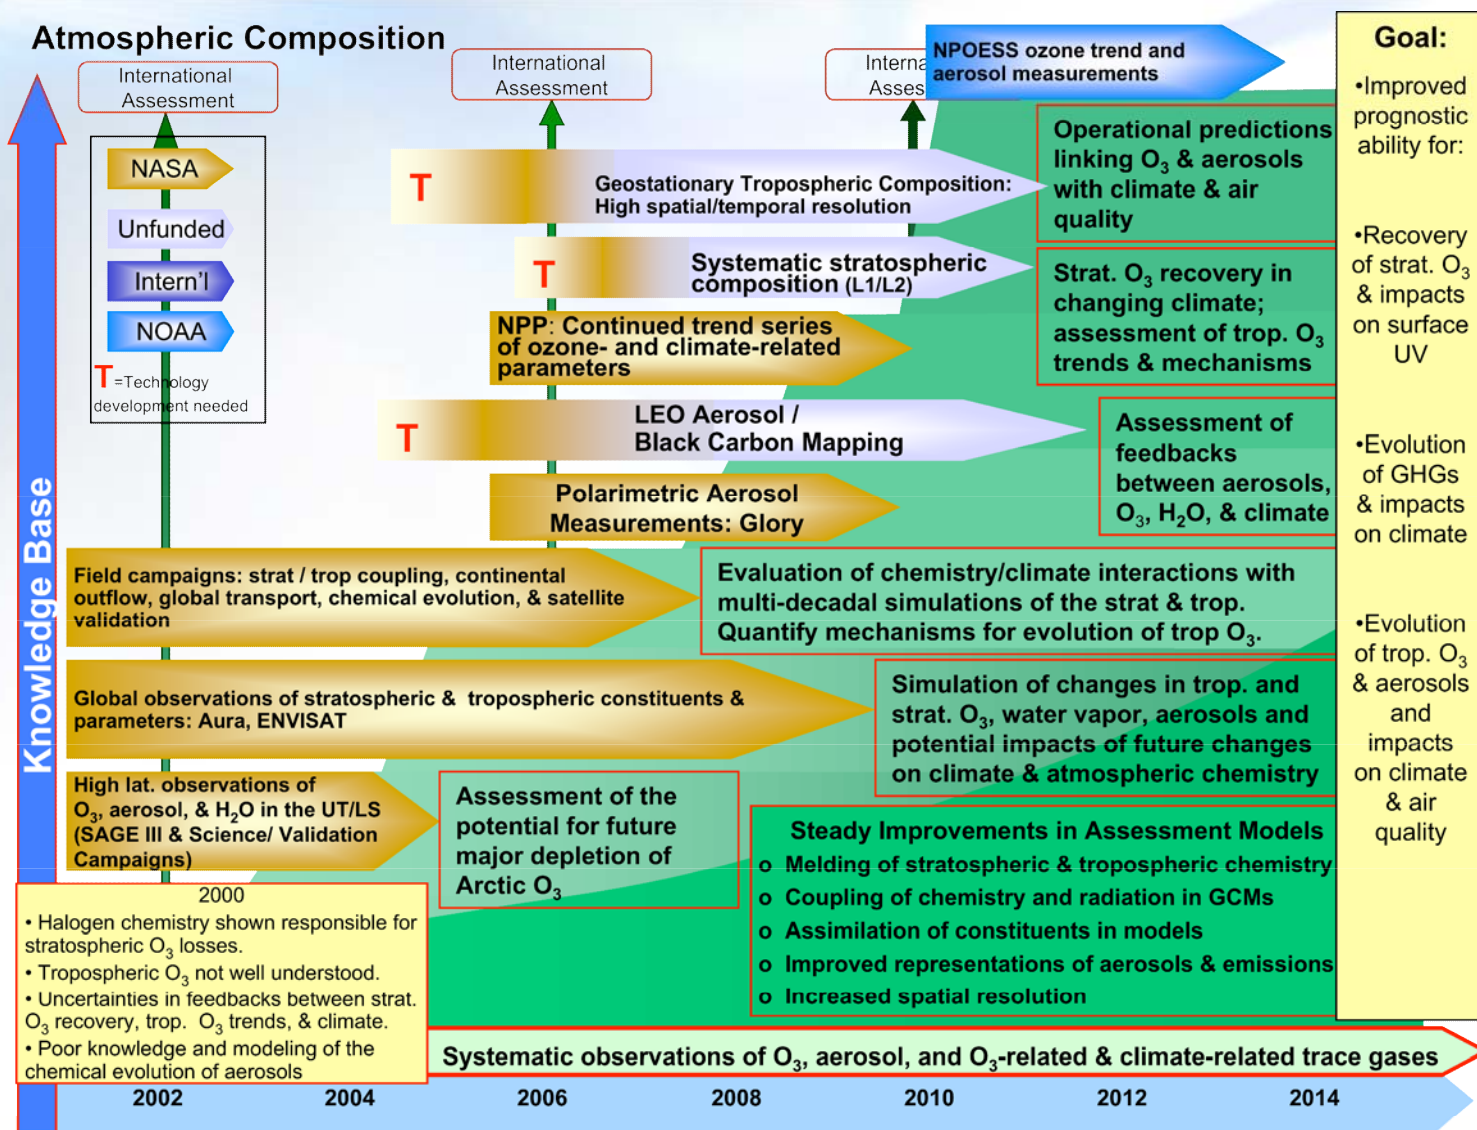 Atmospheric Composition
International
Assessment
International
Assessment
Interna
Assess
NPOESS ozone trend and
aerosol measurements
Goal:
•Improved
prognostic
ability for:
•Recovery
of strat. O3
& impacts
on surface
UV
•Evolution
of GHGs
& impacts
on climate
•Evolution
of trop. O3
& aerosols
and
impacts
on climate
& air
quality
Knowledge Base
NASA
Unfunded
Intern'l
NOAA
T=Technology
development needed
T
Geostationary Tropospheric Composition:
High spatial/temporal resolution
Operational predictions
linking O3 & aerosols
with climate & air
quality
T
Systematic stratospheric
composition (L1/L2)
Strat. O3 recovery in
changing climate;
assessment of trop. O3
trends & mechanisms
NPP: Continued trend series
of ozone- and climate-related
parameters
T
LEO Aerosol /
Black Carbon Mapping
Assessment of
feedbacks
between aerosols,
O3, H2O, & climate
Polarimetric Aerosol
Measurements: Glory
Field campaigns: strat / trop coupling, continental
outflow, global transport, chemical evolution, & satellite
validation
Evaluation of chemistry/climate interactions with
multi-decadal simulations of the strat & trop.
Quantify mechanisms for evolution of trop O3.
Global observations of stratospheric & tropospheric constituents &
parameters: Aura, ENVISAT
Simulation of changes in trop. and
strat. O3, water vapor, aerosols and
potential impacts of future changes
on climate & atmospheric chemistry
High lat. observations of
O3, aerosol, & H2O in the UT/LS
(SAGE III & Science/ Validation
Campaigns)
Assessment of the
potential for future
major depletion of
Arctic O3
Steady Improvements in Assessment Models
o Melding of stratospheric & tropospheric chemistry
o Coupling of chemistry and radiation in GCMs
o Assimilation of constituents in models
o Improved representations of aerosols & emissions
o Increased spatial resolution
2000
• Halogen chemistry shown responsible for
stratospheric O3 losses.
• Tropospheric O3 not well understood.
• Uncertainties in feedbacks between strat.
O3 recovery, trop. O3 trends, & climate.
• Poor knowledge and modeling of the
chemical evolution of aerosols
Systematic observations of O3, aerosol, and O3-related & climate-related trace gases
2002 2004 2006 2008 2010 2012 2014